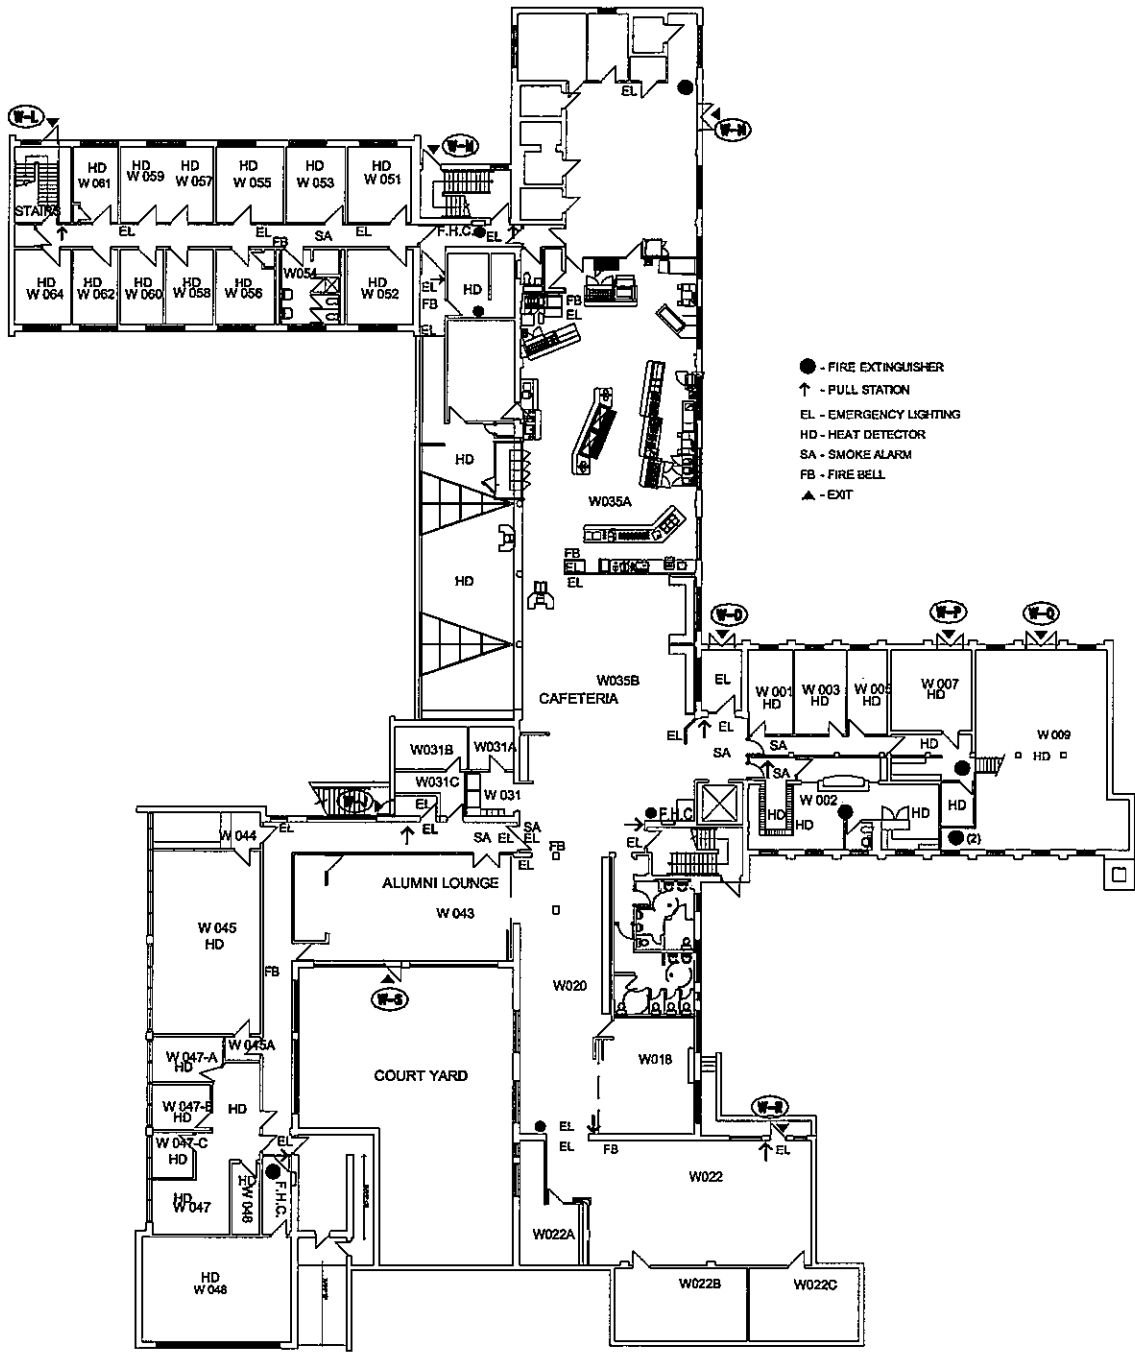 EL
W-L
W-N
W-M
HD
W 061
HD
W 059
HD
W 057
HD
W 055
HD
W 053
HD
W 051
STAIRS
EL
EL
FB
SA
EL
F.H.C.
EL
HD
W 064
HD
W 062
HD
W 060
HD
W 058
HD
W 056
W054
HD
W 052
EL
FB
EL
HD
FB
EL
- FIRE EXTINGUISHER
- PULL STATION
EL - EMERGENCY LIGHTING
HD - HEAT DETECTOR
SA - SMOKE ALARM
FB - FIRE BELL
- EXIT
HD
W035A
FB
EL
EL
HD
W-O
W-P
W-Q
W035B
CAFETERIA
EL
EL
EL
SA
W 001
HD
W 003
HD
W 005
HD
W 007
HD
W 009
HD
SA
SA
HD
W031B
W031A
W031C
W 031
W-J
EL
EL
EL
SA
EL
SA
EL
EL
FB
F.H.C
EL
HD
W 002
HD
HD
HD
(2)
W 044
ALUMNI LOUNGE
W 043
W 045
HD
FB
W-S
W020
W 045A
W 047-A
HD
COURT YARD
W018
W 047-B
HD
HD
W 047-C
HD
EL
HD
W 047
HD
W 046
F.H.C.
W-R
EL
EL
FB
EL
W022
W022A
W022B
W022C
HD
W 048